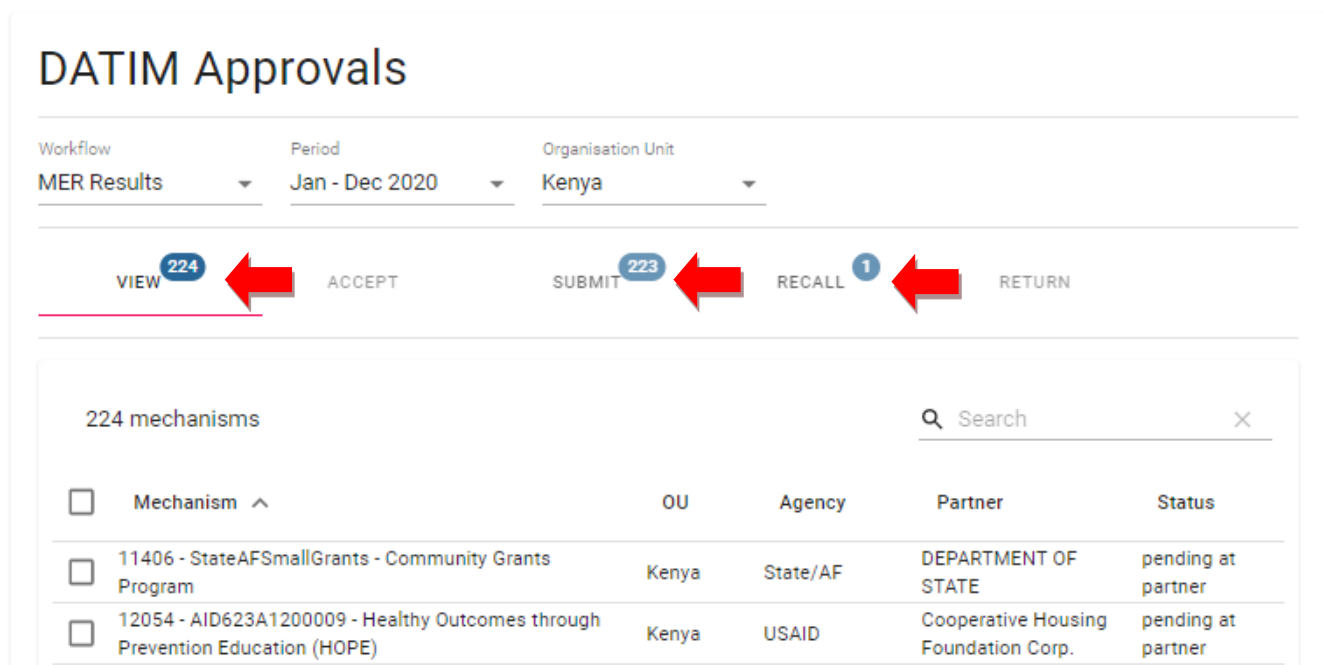 DATIM Approvals
Workflow Period Organisation Unit
MER Results Jan - Dec 2020 Kenya
VIEW 224 ACCEPT SUBMIT 223 RECALL 1 RETURN
224 mechanisms Search
Mechanism OU Agency Partner Status
11406 - StateAFSmallGrants - Community Grants Kenya State/AF DEPARTMENT OF pending at
Program STATE partner
12054 - AID623A1200009 - Healthy Outcomes through Kenya USAID Cooperative Housing pending at
Prevention Education (HOPE) Foundation Corp. partner